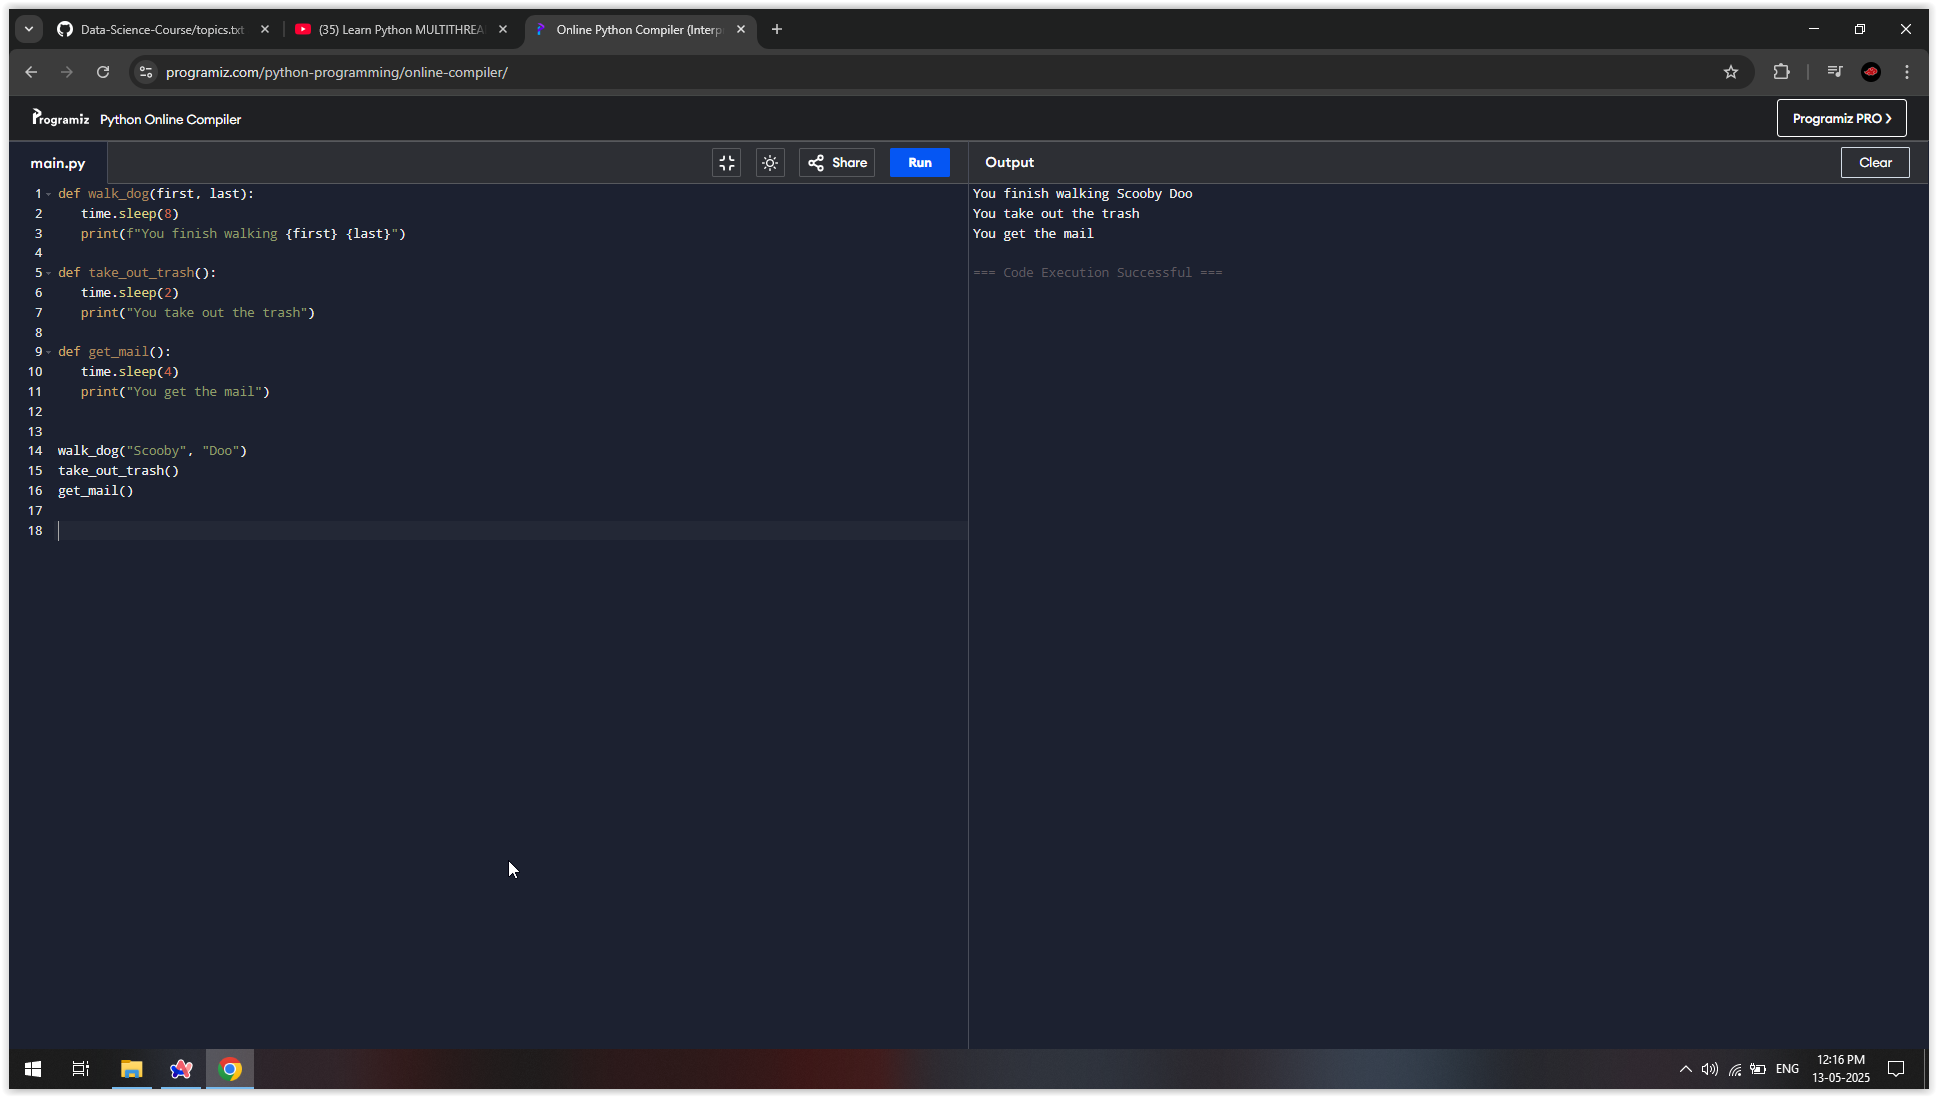 Data-Science-Course/topics.txt
(35) Learn Python MULTITHREA
Online Python Compiler (Interp
programiz.com/python-programming/online-compiler/
Programiz Python Online Compiler
Programiz PRO
main.py
Share
Run
Output
Clear
1 def walk_dog(first, last):
2 time.sleep(8)
3 print(f"You finish walking {first} {last}")
4
5 def take_out_trash():
6 time.sleep(2)
7 print("You take out the trash")
8
9 def get_mail():
10 time.sleep(4)
11 print("You get the mail")
12
13
14 walk_dog("Scooby", "Doo")
15 take_out_trash()
16 get_mail()
17
18
You finish walking Scooby Doo
You take out the trash
You get the mail
=== Code Execution Successful ===
ENG
12:16 PM
13-05-2025